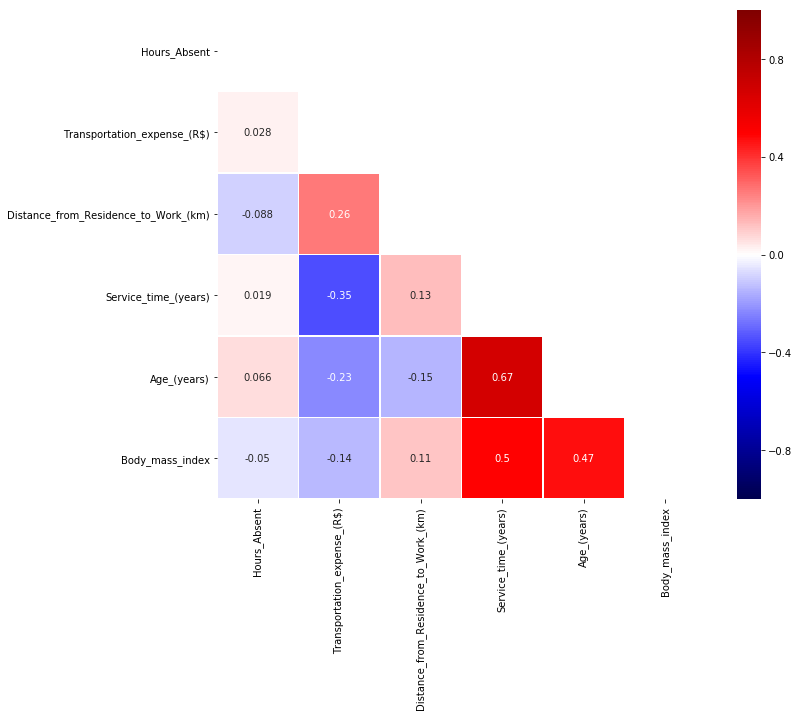 Hours_Absent
Transportation_expense_(R$) 0.028
Distance_from_Residence_to_Work_(km) -0.088 0.26
Service_time_(years) 0.019 -0.35 0.13
Age_(years) 0.066 -0.23 -0.15 0.67
Body_mass_index -0.05 -0.14 0.11 0.5 0.47
Hours_Absent
Transportation_expense_(R$)
Distance_from_Residence_to_Work_(km)
Service_time_(years)
Age_(years)
Body_mass_index
0.8
0.4
0.0
-0.4
-0.8